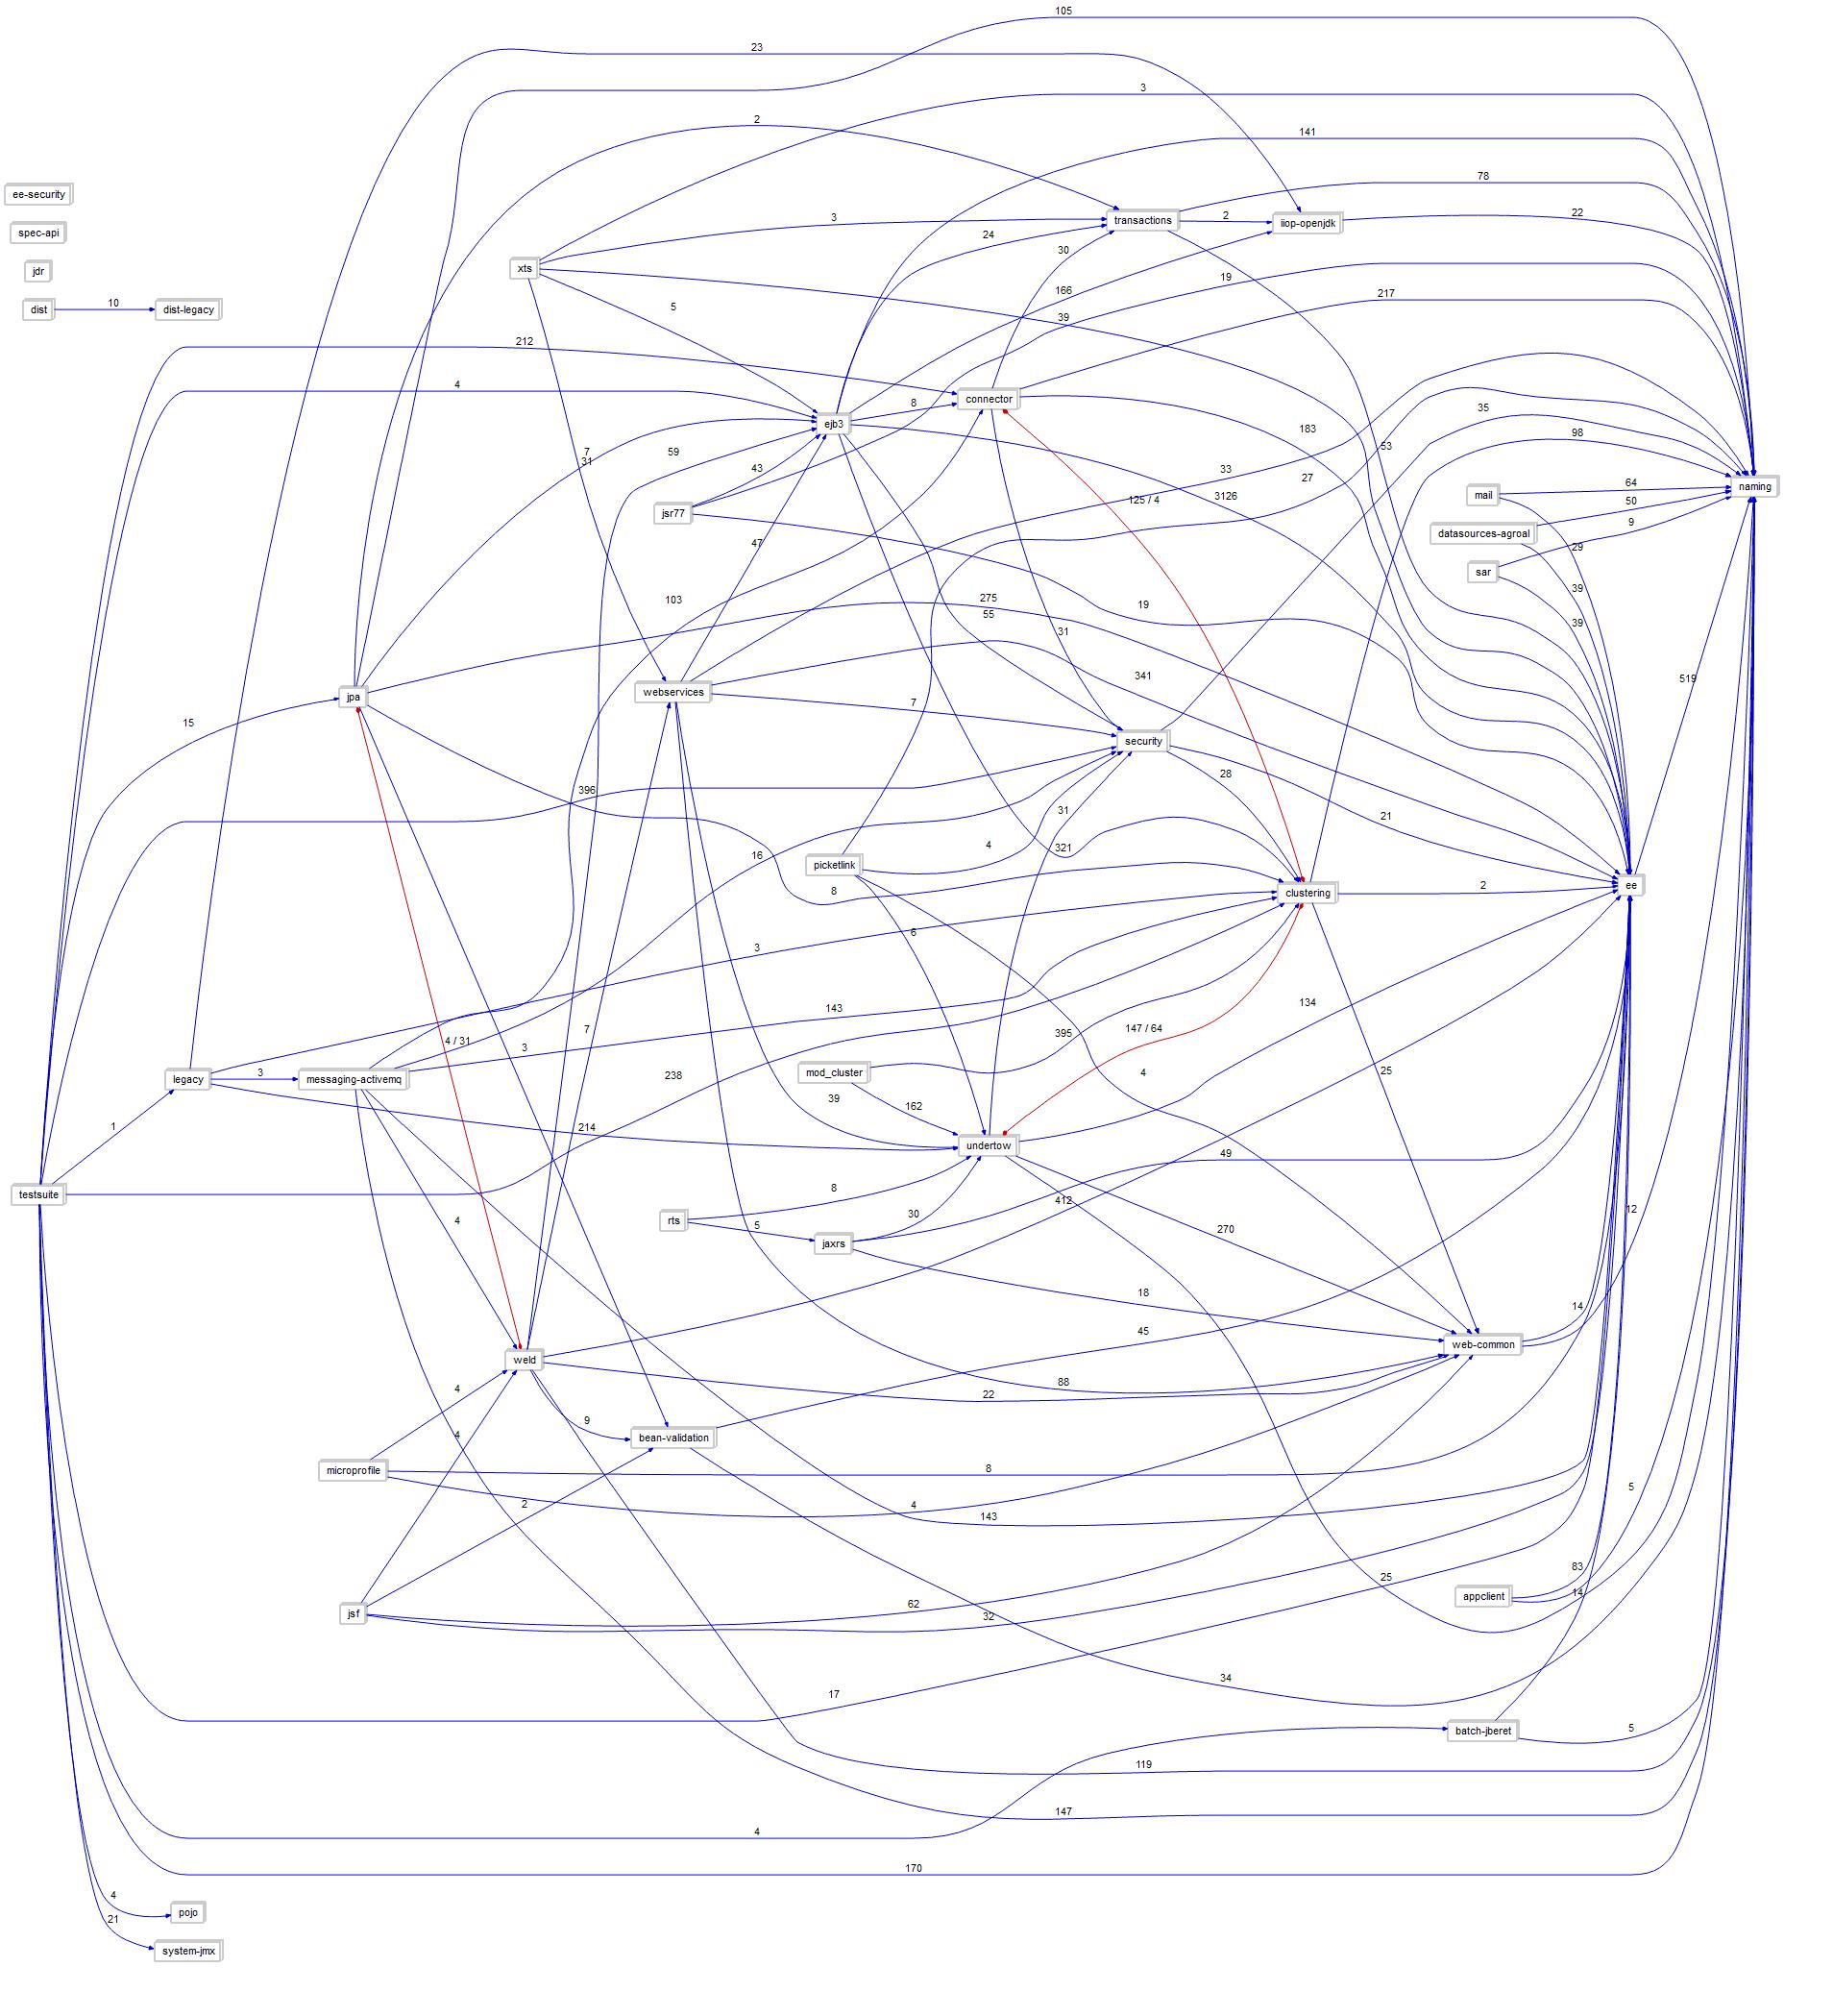 105
23
3
2
141
78
ee-security
3
transactions
2
iiop-openjdk
22
spec-api
24
30
jdr
xts
19
166
217
dist
10
dist-legacy
5
39
212
4
8
connector
ejb3
183
35
98
7
31
59
43
33
53
27
naming
64
mail
125 / 4
3126
50
jsr77
9
datasources-agroal
47
29
sar
39
103
275
55
19
31
39
341
519
webservices
jpa
7
15
security
28
396
31
21
16
4
321
picketlink
8
clustering
2
ee
6
3
143
134
147 / 64
395
7
4 / 31
3
238
mod_cluster
4
25
legacy
3
messaging-activemq
39
162
1
214
undertow
49
8
testsuite
412
12
4
rts
5
30
270
jaxrs
18
14
45
web-common
weld
88
4
22
9
4
bean-validation
microprofile
8
2
4
143
5
83
25
14
appclient
62
jsf
32
34
17
batch-jberet
5
119
147
4
170
4
pojo
21
system-jmx